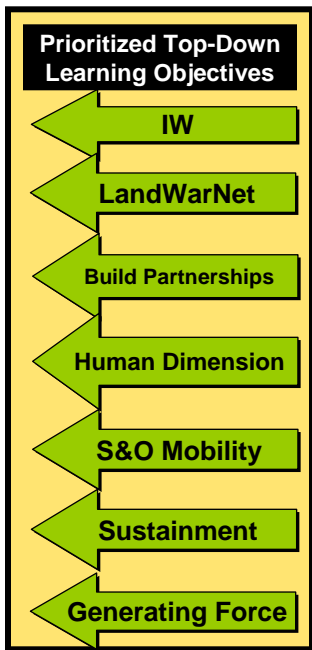 Prioritized Top-Down
Learning Objectives
IW
LandWarNet
Build Partnerships
Human Dimension
S&O Mobility
Sustainment
Generating Force